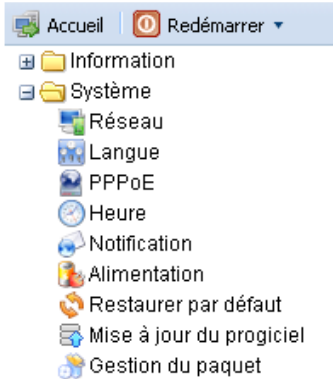 Accueil Redémarrer
Information
Système
Réseau
Langue
PPPoE
Heure
Notification
Alimentation
Restaurer par défaut
Mise à jour du progiciel
Gestion du paquet